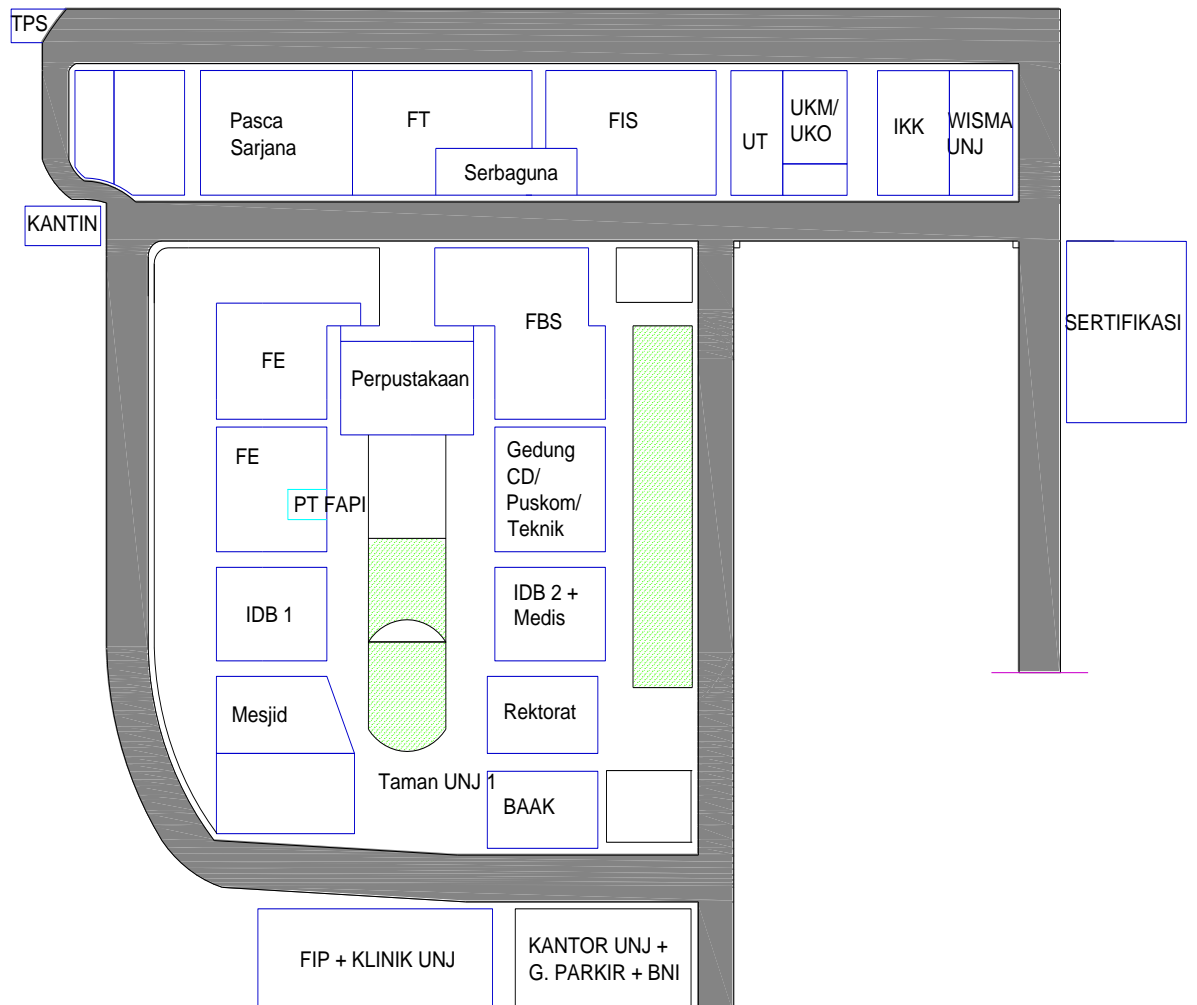 TPS
Pasca
Sarjana
FT
Serbaguna
FIS
UT
UKM/
UKO
IKK
WISMA
UNJ
KANTIN
FE
Perpustakaan
FBS
SERTIFIKASI
FE
PT FAPI
Gedung
CD/
Puskom/
Teknik
IDB 1
IDB 2 +
Medis
Mesjid
Rektorat
Taman UNJ 1
BAAK
FIP + KLINIK UNJ
KANTOR UNJ +
G. PARKIR + BNI